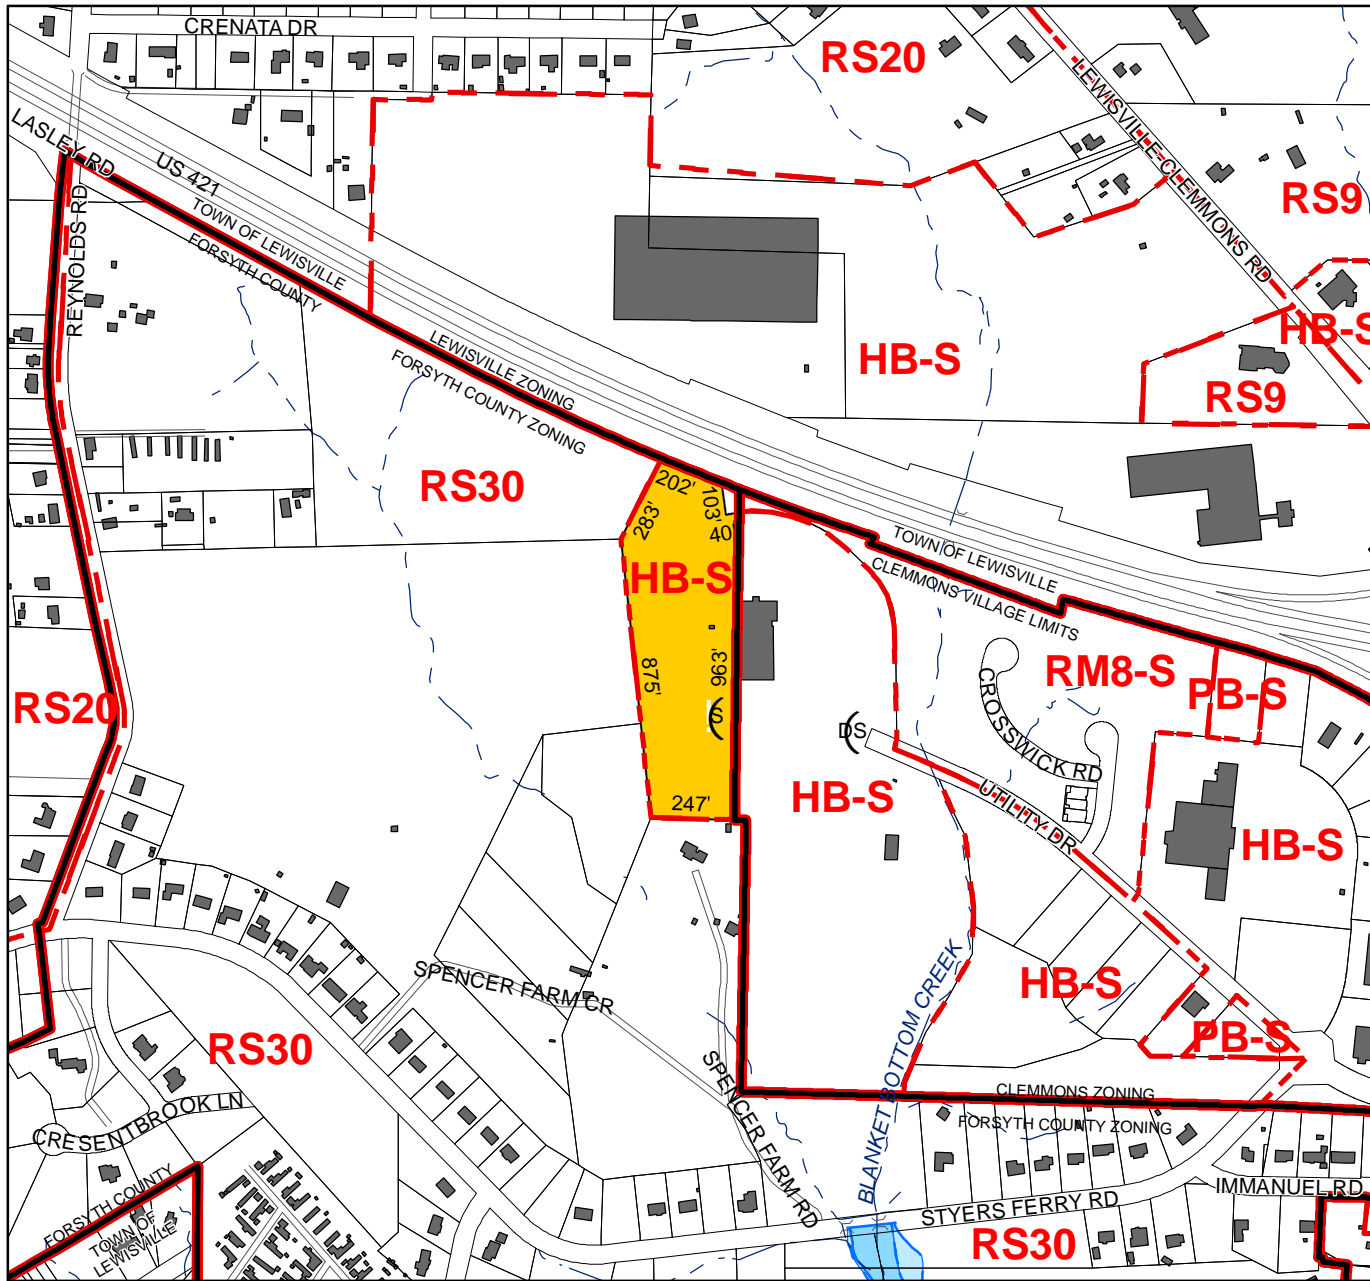 CRENATA DR
RS20
LEWISVILLE-CLEMMONS RD
LASLEY RD
US 421
RS9
REYNOLDS RD
TOWN OF LEWISVILLE
FORSYTH COUNTY
HB-S
LEWISVILLE ZONING
FORSYTH COUNTY ZONING
HB-S
RS9
RS30
202'
103'
283'
40'
TOWN OF LEWISVILLE
CLEMMONS VILLAGE LIMITS
HB-S
963'
875'
RM8-S
PB-S
CROSSWICK RD
RS20
S
DS
247'
HB-S
UTILITY DR
HB-S
SPENCER FARM CR
BLANKET BOTTOM CREEK
HB-S
RS30
PB-S
SPENCER FARM RD
CLEMMONS ZONING
FORSYTH COUNTY ZONING
CRESENTBROOK LN
FORSYTH COUNTY
TOWN OF
LEWISVILLE
STYERS FERRY RD
IMMANUEL RD
RS30